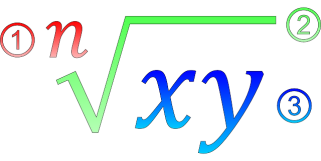 ① n ②
√xy ③